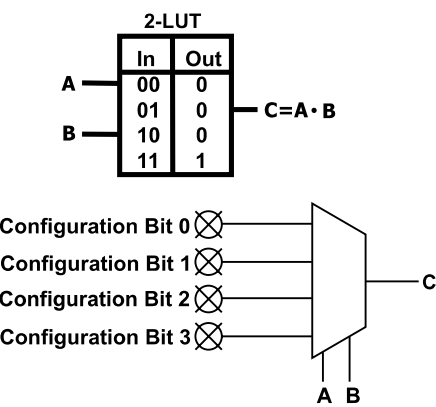 2-LUT
In Out
A 00 0
01 0 C=A·B
B 10 0
11 1
Configuration Bit 0
Configuration Bit 1
Configuration Bit 2
Configuration Bit 3
C
A B